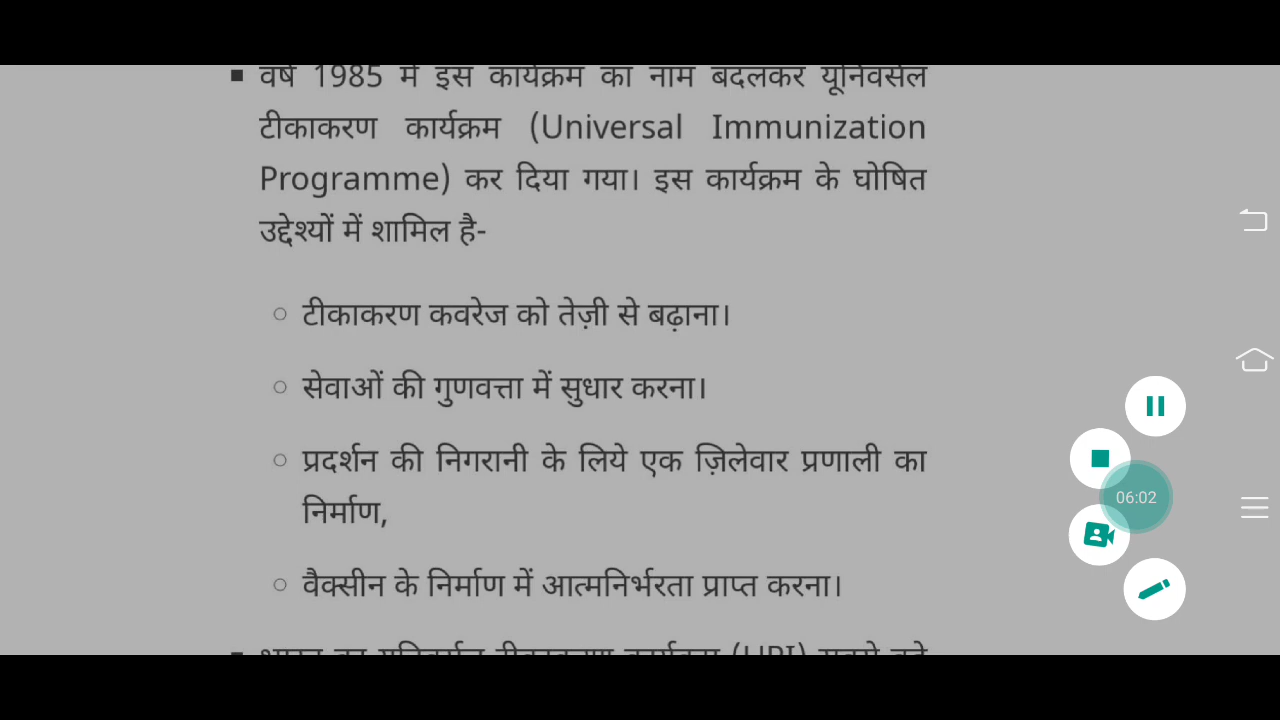 वर्ष 1985 में इस कार्यक्रम का नाम बदलकर यूनिवर्सल
टीकाकरण कार्यक्रम (Universal Immunization
Programme) कर दिया गया। इस कार्यक्रम के घोषित
उद्देश्यों में शामिल है-
टीकाकरण कवरेज को तेज़ी से बढ़ाना।
सेवाओं की गुणवत्ता में सुधार करना।
प्रदर्शन की निगरानी के लिये एक ज़िलेवार प्रणाली का
निर्माण,
वैक्सीन के निर्माण में आत्मनिर्भरता प्राप्त करना।
06:02